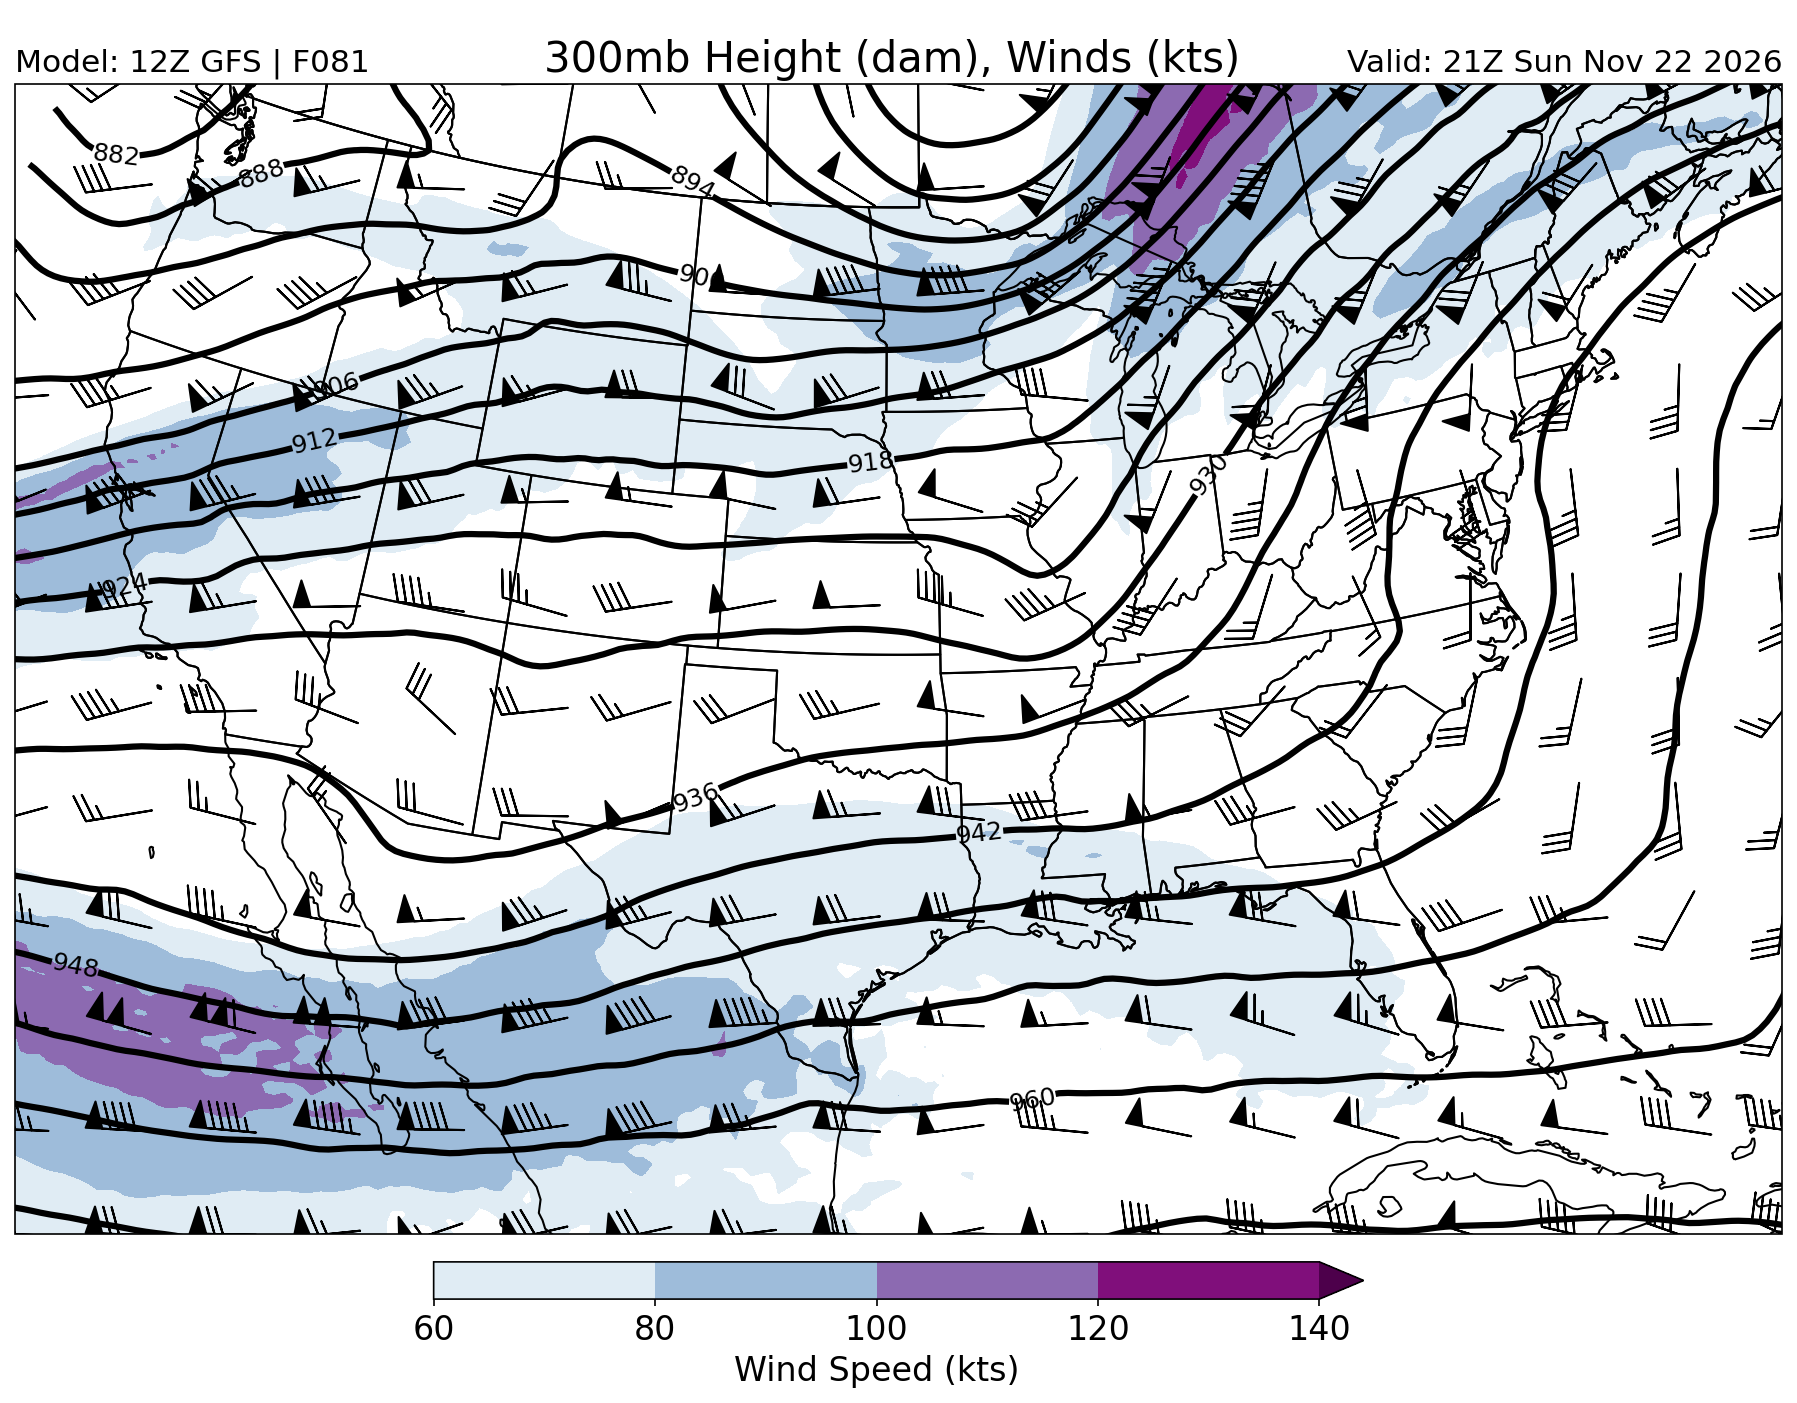 Model: 12Z GFS | F081
300mb Height (dam), Winds (kts)
Valid: 21Z Sun Nov 22 2026
882
888
894
906
912
918
924
930
936
942
948
960
60 80 100 120 140
Wind Speed (kts)